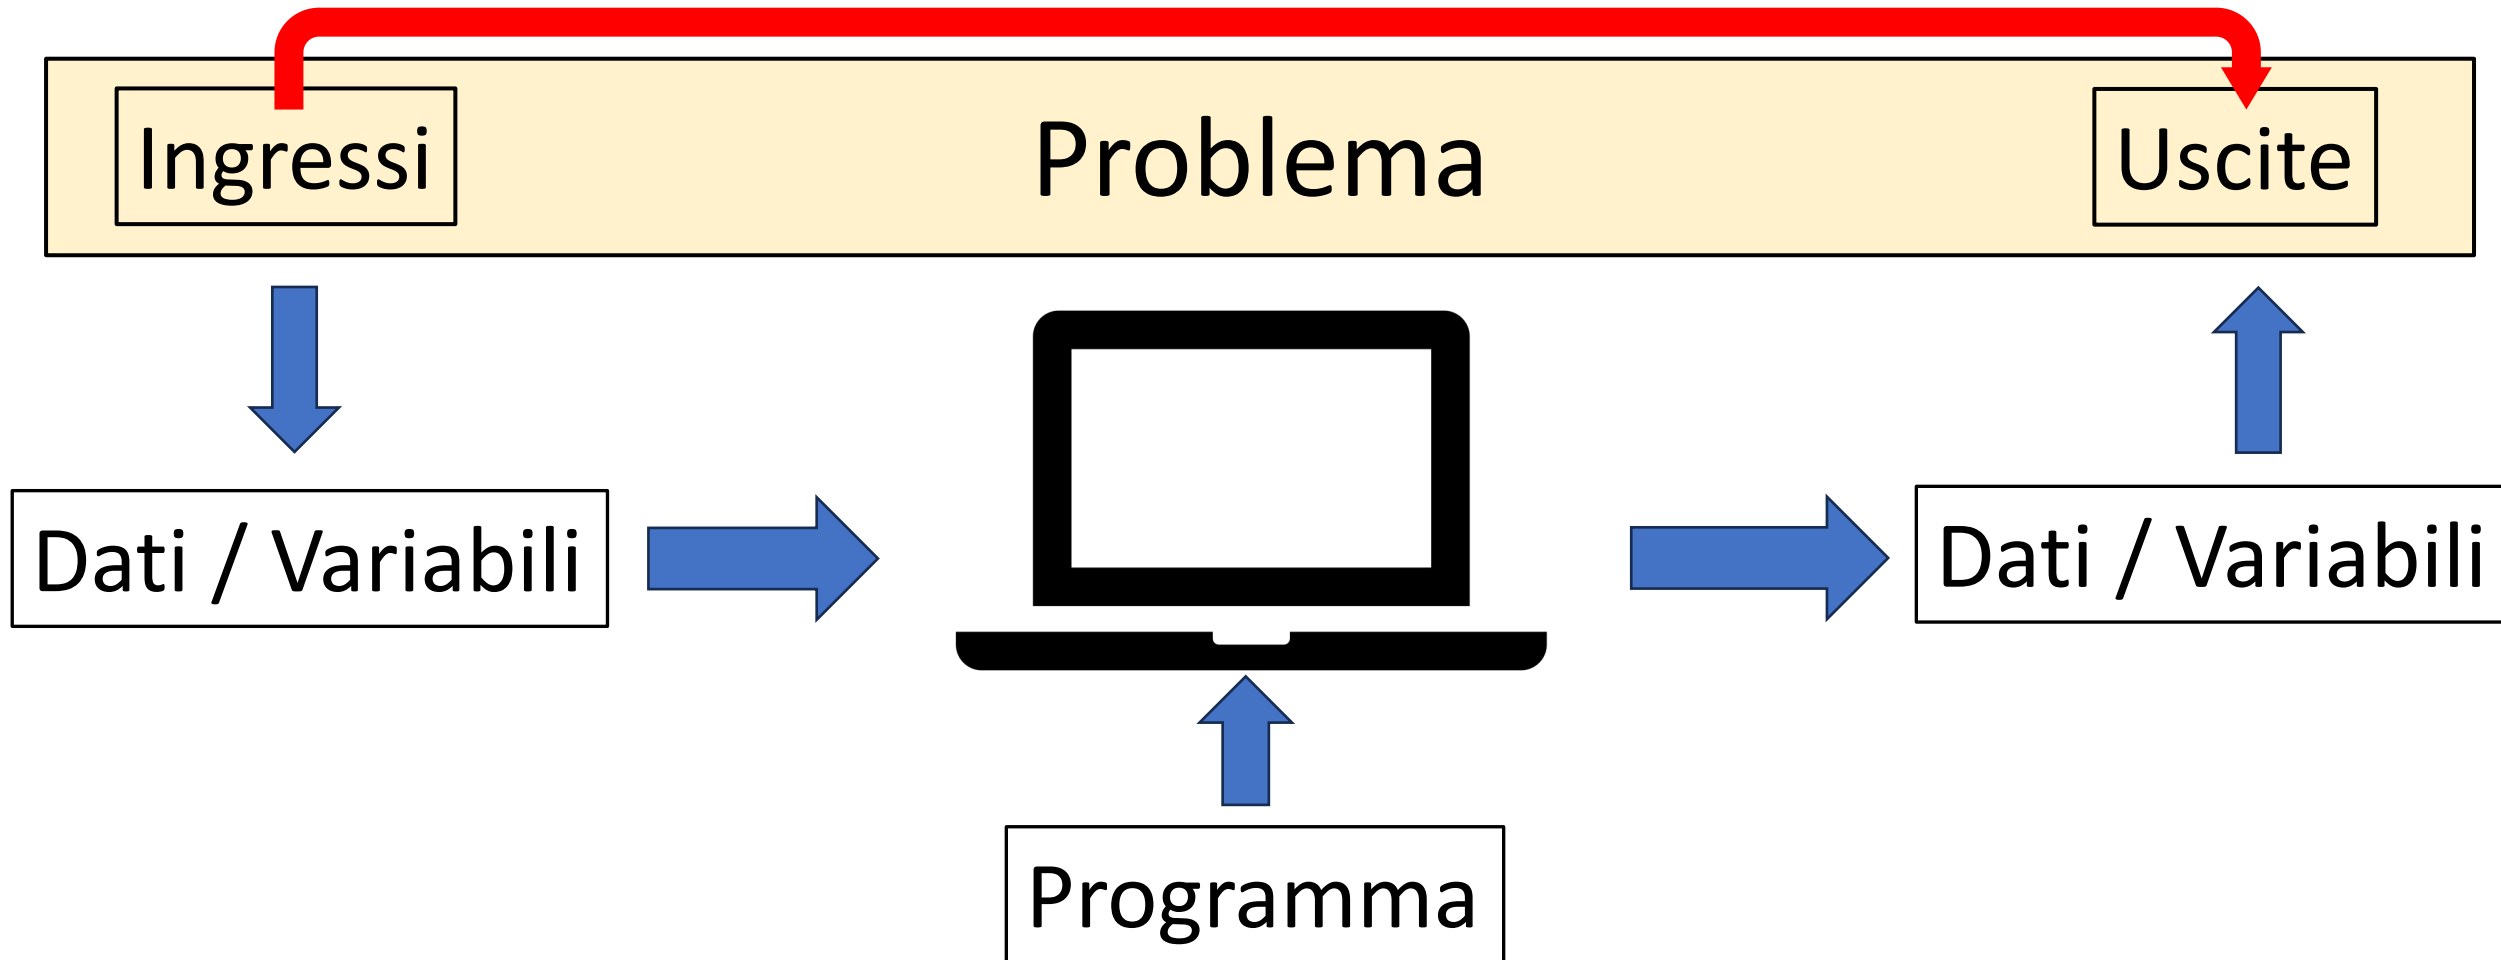 Ingressi
Problema
Uscite
Dati / Variabili
Dati / Variabili
Programma